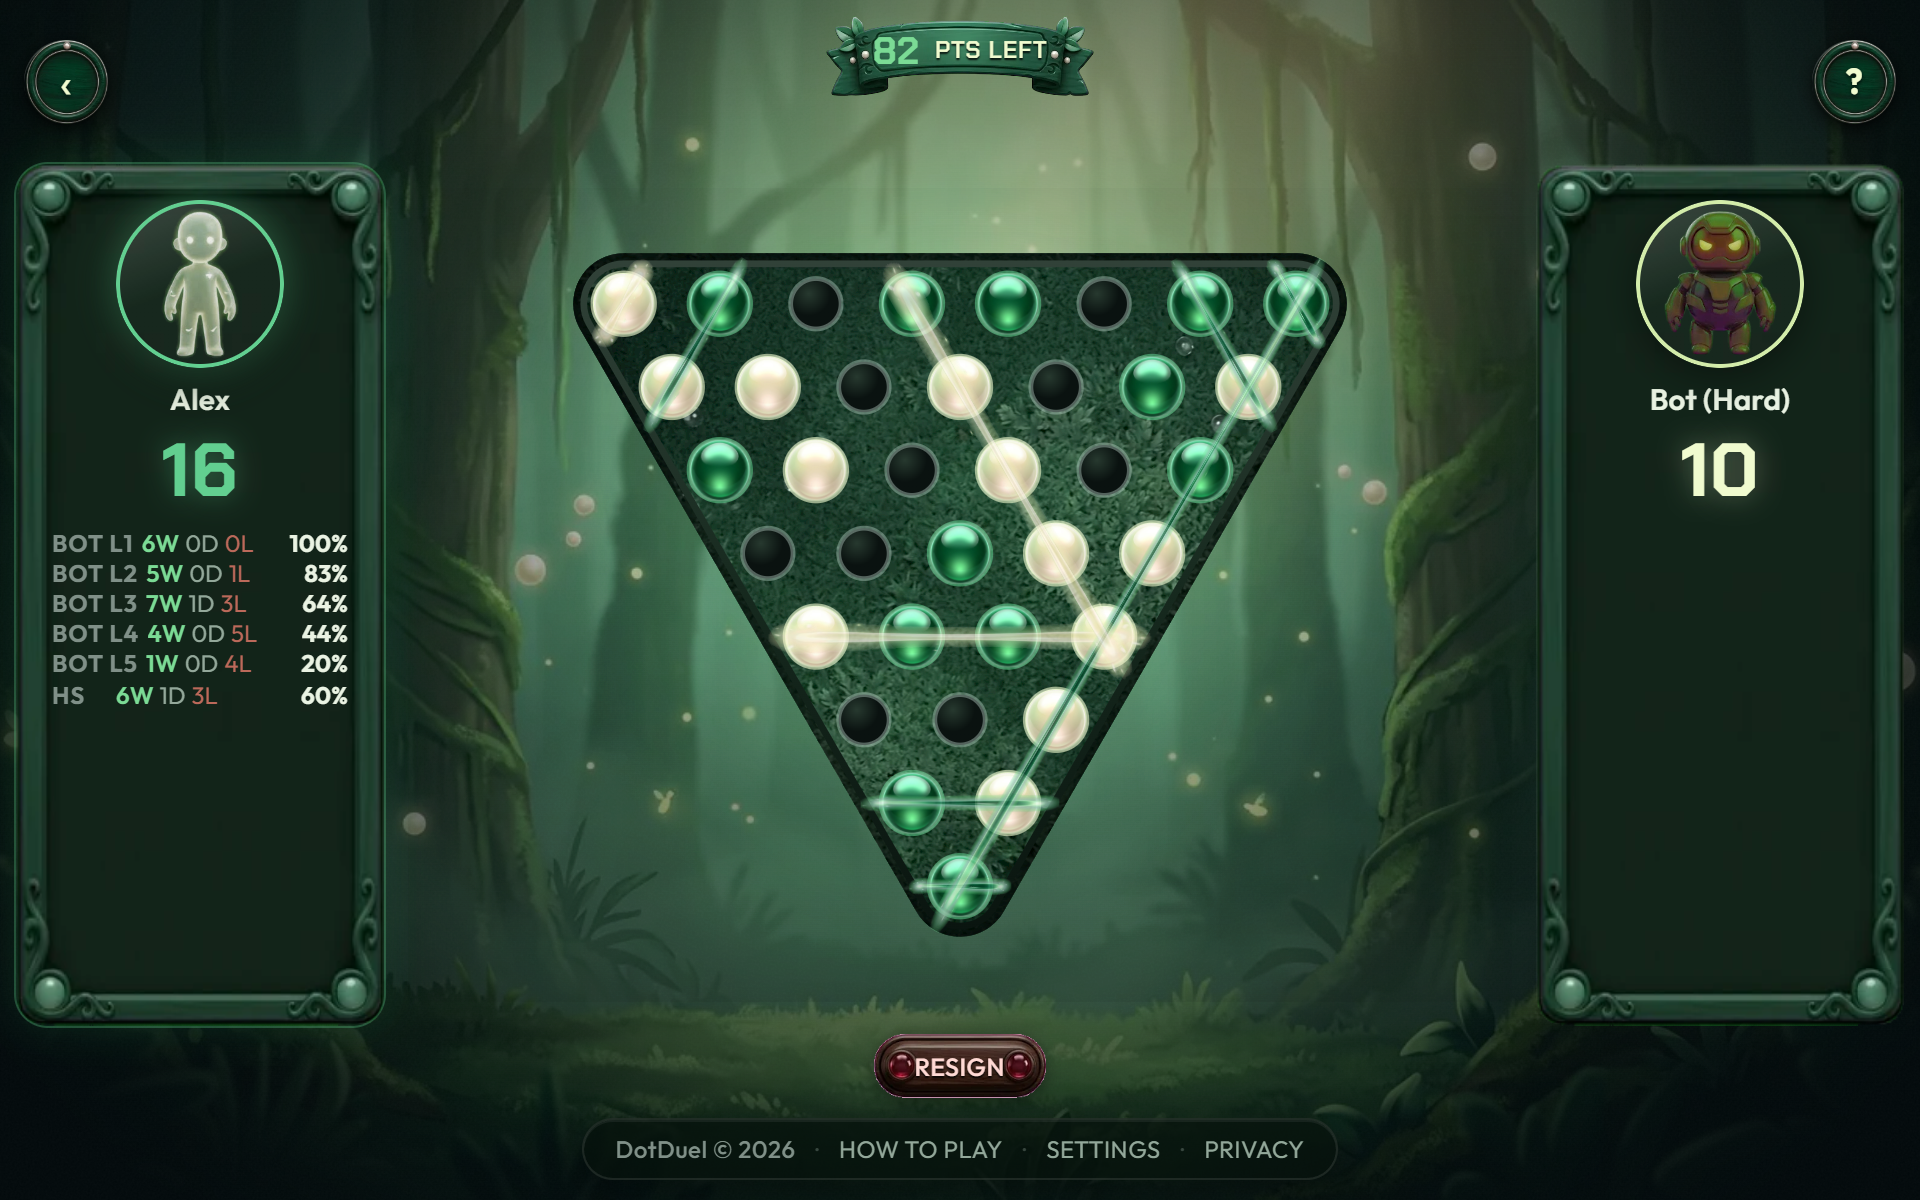 82 PTS LEFT
‹
?
Alex
16
BOT L1 6W 0D 0L 100%
BOT L2 5W 0D 1L 83%
BOT L3 7W 1D 3L 64%
BOT L4 4W 0D 5L 44%
BOT L5 1W 0D 4L 20%
HS 6W 1D 3L 60%
Bot (Hard)
10
RESIGN
DotDuel © 2026 · HOW TO PLAY · SETTINGS · PRIVACY